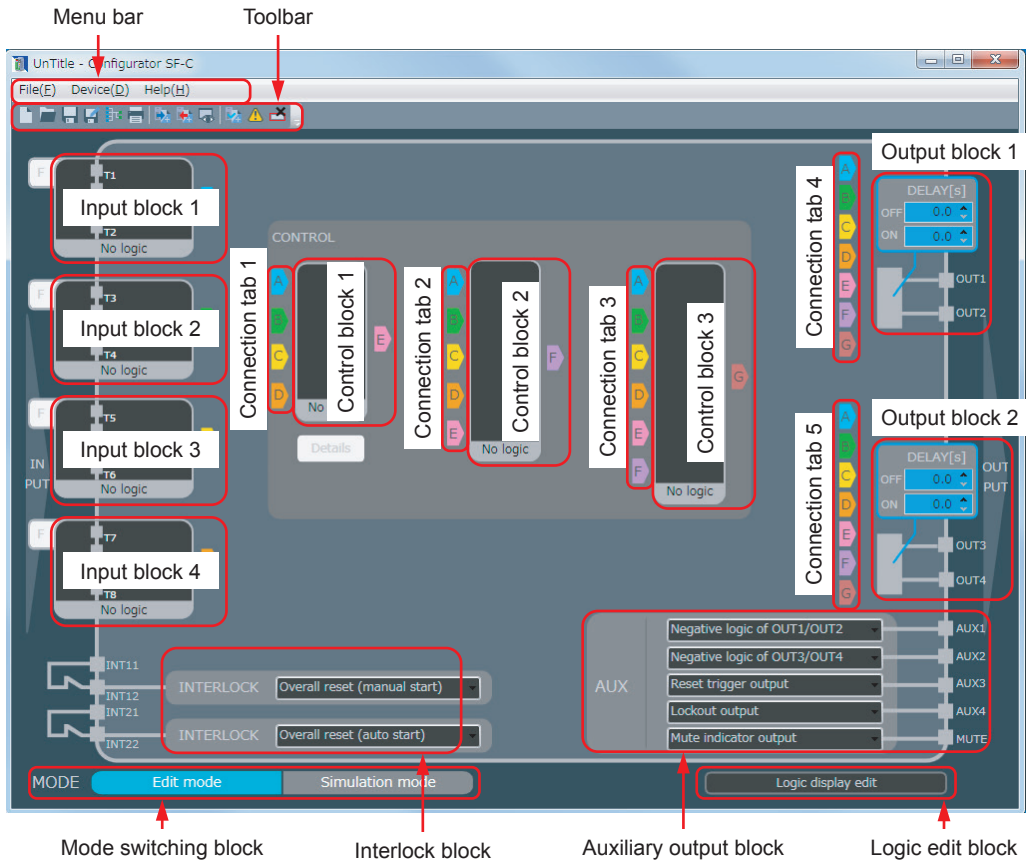 Menu bar
Toolbar
UnTitle - Configurator SF-C
File(F) Device(D) Help(H)
F
T1
Input block 1
T2
No logic
F
T3
Input block 2
T4
No logic
F
T5
Input block 3
T6
No logic
IN
PUT
F
T7
Input block 4
T8
No logic
CONTROL
Connection tab 1
A
B
C
D
Control block 1
No
E
Details
Connection tab 2
A
B
C
D
E
Control block 2
F
No logic
Connection tab 3
A
B
C
D
E
F
Control block 3
G
No logic
Connection tab 4
A
B
C
D
E
F
G
Output block 1
DELAY[s]
OFF 0.0
ON 0.0
OUT1
OUT2
Connection tab 5
A
B
C
D
E
F
G
Output block 2
DELAY[s]
OFF 0.0
ON 0.0
OUT
PUT
OUT3
OUT4
INT11
INT12
INTERLOCK Overall reset (manual start)
INT21
INT22
INTERLOCK Overall reset (auto start)
AUX
Negative logic of OUT1/OUT2 AUX1
Negative logic of OUT3/OUT4 AUX2
Reset trigger output AUX3
Lockout output AUX4
Mute indicator output MUTE
MODE Edit mode Simulation mode
Logic display edit
Mode switching block
Interlock block
Auxiliary output block
Logic edit block